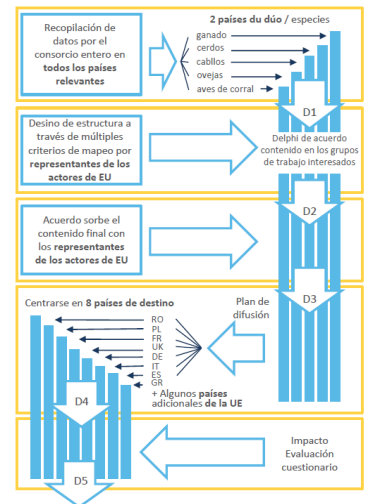 Recopilación de
datos por el
consorcio entero en
todos los países
relevantes
2 países du dúo / especies
ganado
cerdos
cabllos
ovejas
aves de corral
D1
Desino de estructura a
través de múltiples
criterios de mapeo por
representantes de los
actores de EU
Delphi de acuerdo
contenido en los grupos
de trabajo interesados
D2
Acuerdo sorbe el
contenido final con
los representantes
de los actores de EU
D3
Centrarse en 8 países de destino
Plan de
difusión
RO
PL
FR
UK
DE
IT
ES
GR
+ Algunos países
adicionales de la UE
D4
Impacto
Evaluación
cuestionario
D5